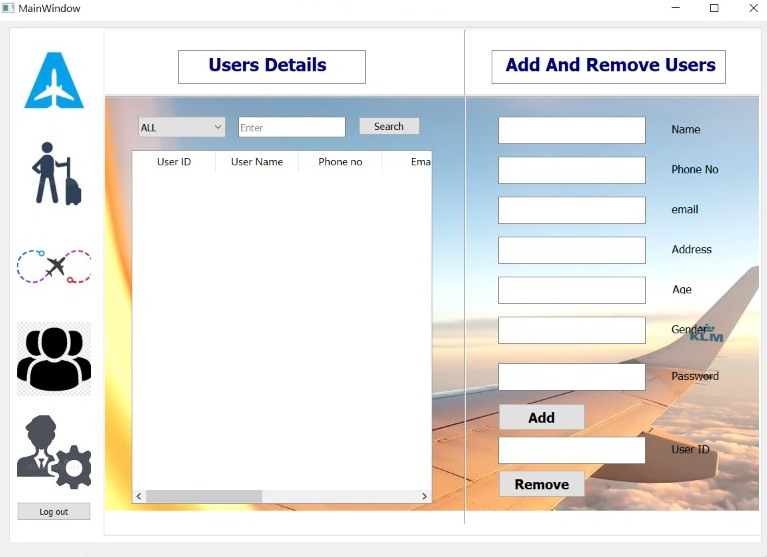 MainWindow
Users Details
Add And Remove Users
ALL
Enter
Search
User ID
User Name
Phone no
Ema
Name
Phone No
email
Address
Age
Gender
KLM
Password
Add
User ID
Remove
Log out